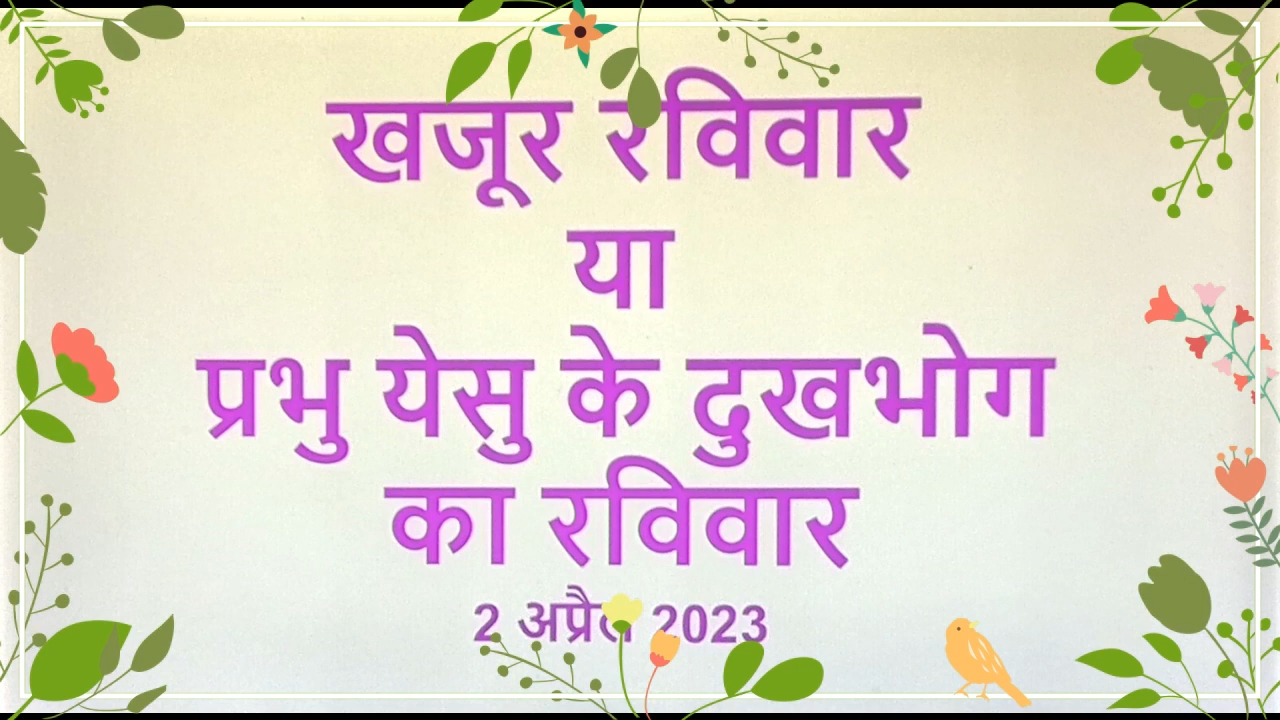 खजूर रविवार
या
प्रभु येसु के दुखभोग
का रविवार
2 अप्रैल 2023